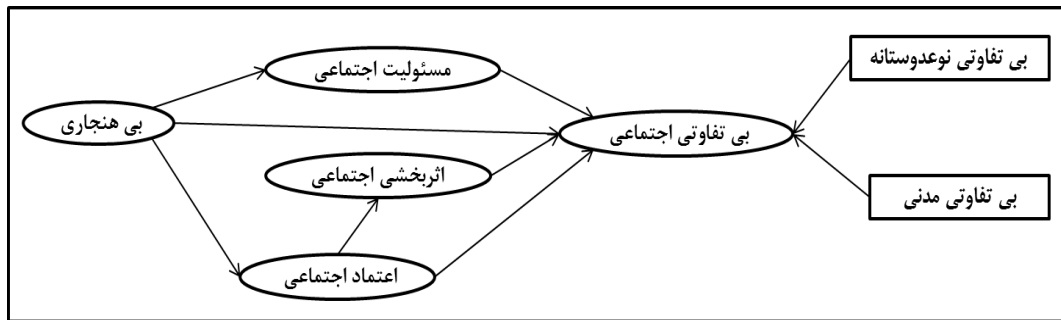 مسئولیت اجتماعی
بی تفاوتی نوعدوستانه
بی هنجاری
بی تفاوتی اجتماعی
اثربخشی اجتماعی
بی تفاوتی مدنی
اعتماد اجتماعی